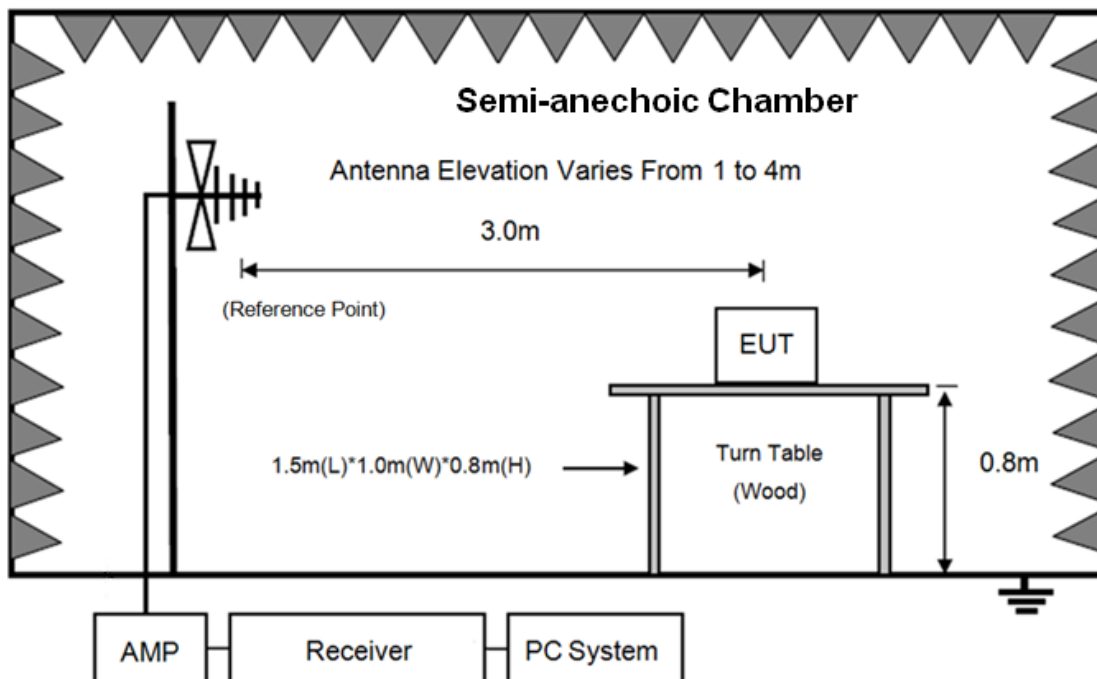 Semi-anechoic Chamber
Antenna Elevation Varies From 1 to 4m
3.0m
(Reference Point)
EUT
1.5m(L)*1.0m(W)*0.8m(H)
Turn Table
(Wood)
0.8m
AMP
Receiver
PC System